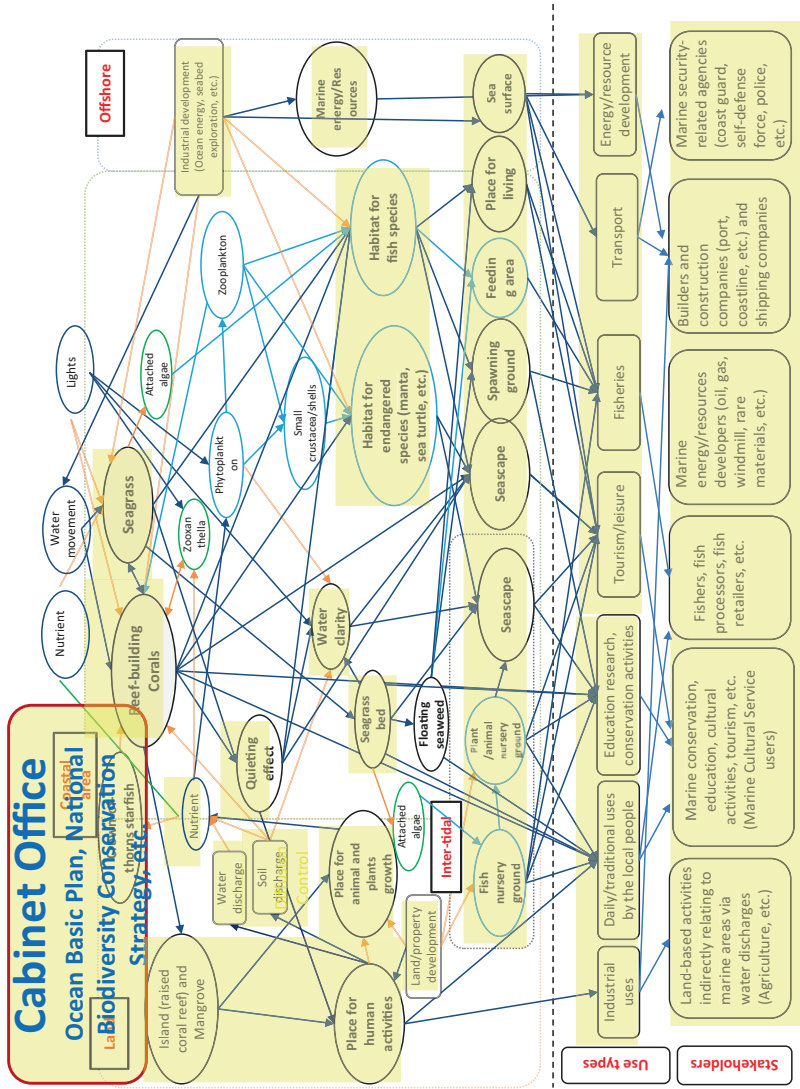 Cabinet Office
Ocean Basic Plan, National
Biodiversity Conservation
Strategy, etc.
Coastal
area
thorns starfish
Island (raised
coral reef) and
Mangrove
Place for
human
activities
Water
discharge
Soil
discharge
Control
Nutrient
Place for
animal and
plants
growth
Land/property
development
Attached
algae
Inter-tidal
Fish
nursery
ground
Plant
/animal
nursery
ground
Seascape
Nutrient
Water
movement
Lights
Reef-building
Corals
Seagrass
Attached
algae
Zooxan
thella
Quieting
effect
Water
clarity
Seagrass
bed
Floating
seaweed
Phytoplankt
on
Zooplankton
Small
crustacea/shells
Habitat for
endangered
species (manta,
sea turtle, etc.)
Habitat for
fish species
Offshore
Industrial development
(Ocean energy, seabed
exploration, etc.)
Marine
energy/Res
ources
Seascape
Spawning
ground
Feedin
g area
Place for
living
Sea
surface
Use types
Industrial
uses
Daily/traditional uses
by the local people
Education research,
conservation activities
Tourism/leisure
Fisheries
Transport
Energy/resource
development
Stakeholders
Land-based activities
indirectly relating to
marine areas via
water discharges
(Agriculture, etc.)
Marine conservation,
education, cultural
activities, tourism, etc.
(Marine Cultural Service
users)
Fishers, fish
processors, fish
retailers, etc.
Marine
energy/resources
developers (oil, gas,
windmill, rare
materials, etc.)
Builders and
construction
companies (port,
coastline, etc.) and
shipping companies
Marine security-
related agencies
(coast guard,
self-defense
force, police,
etc.)